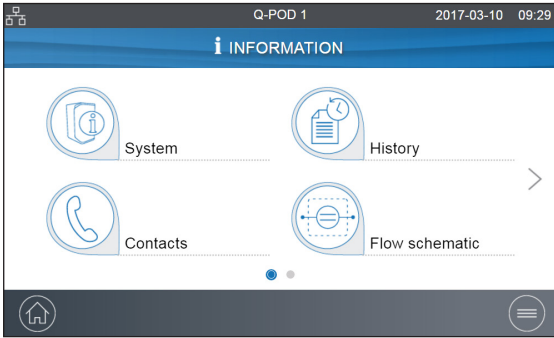 Q-POD 1 2017-03-10 09:29
i INFORMATION
System History
Contacts Flow schematic